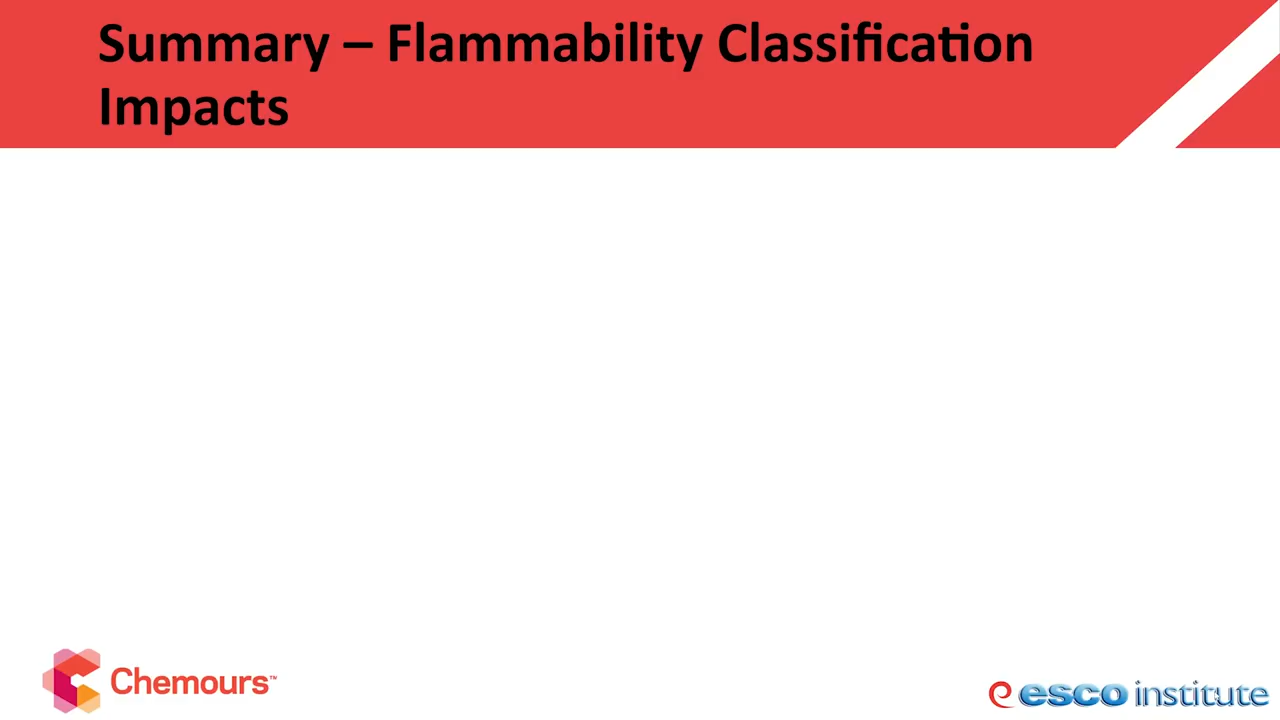 Summary – Flammability Classification
Impacts
Chemours™
e esco institute